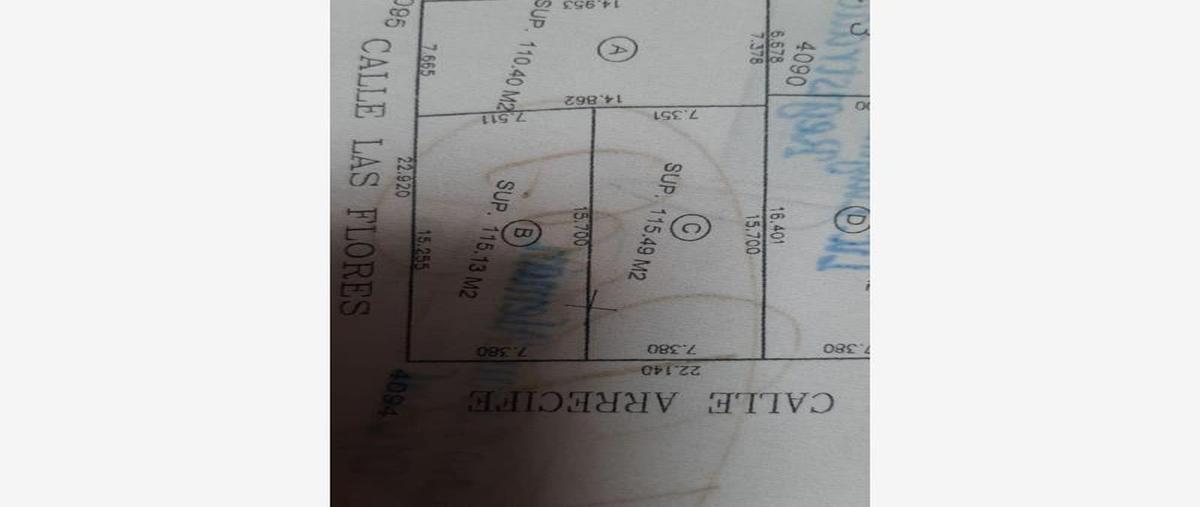 14.953
SUP. 110.40 M2
A
7.665
6.678
7.378
4090
14.862
7.511
7.351
CALLE LAS FLORES
22.920
15.255
SUP. 115.13 M2
B
15.700
SUP. 115.49 M2
C
15.700
16.401
D
7.380
7.380
7.380
22.140
4094
CALLE ARRECIFE